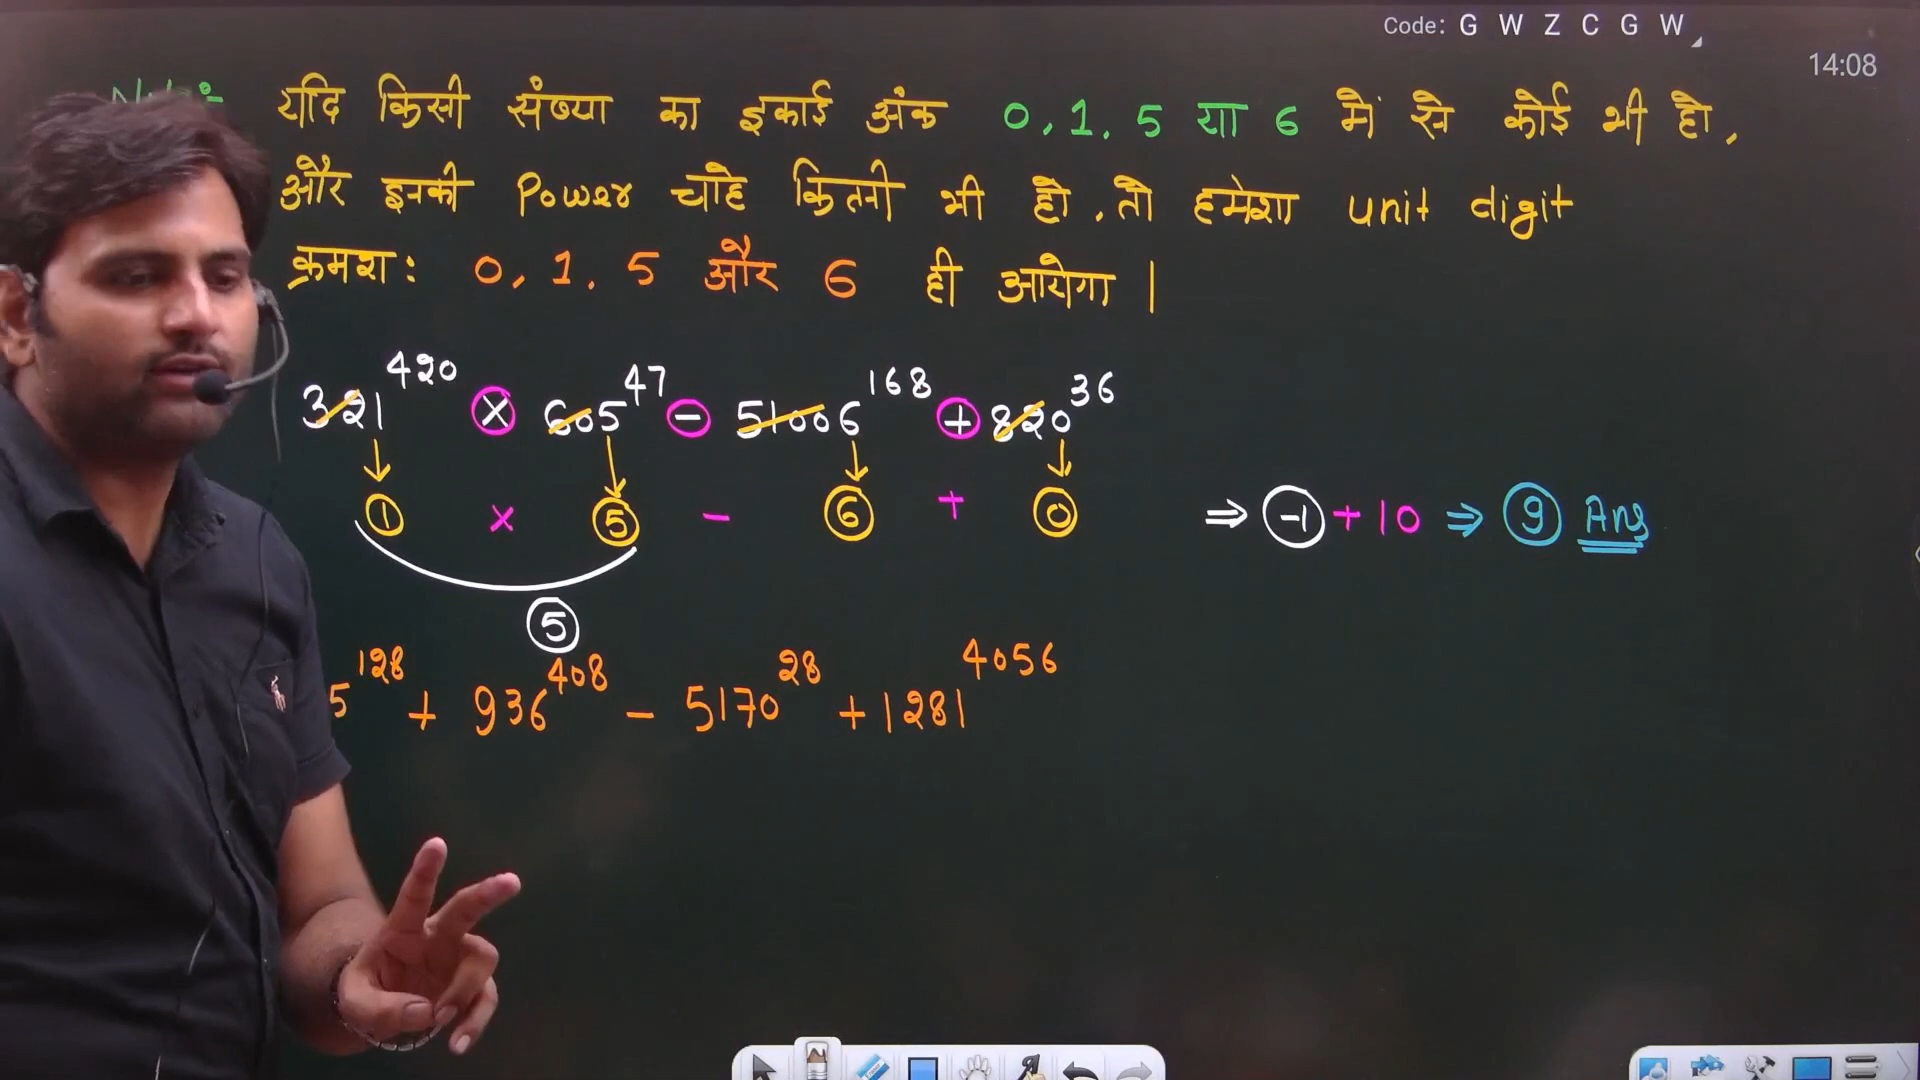 Code: G W Z C G W
14:08
यदि किसी संख्या का इकाई अंक 0, 1, 5 या 6 में से कोई भी हो,
और इनकी Power चाहे कितनी भी हो, तो हमेशा unit digit
क्रमशः 0, 1, 5 और 6 ही आयेगा |
321^420 × 605^47 - 51006^168 + 820^36
1 × 5 - 6 + 0 ⇒ -1 + 10 ⇒ 9 Ans
5
5^128 + 936^408 - 5170^28 + 1281^4056